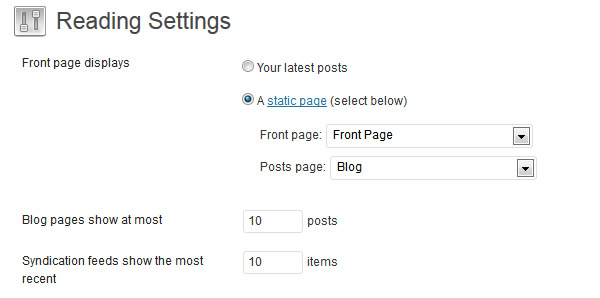 Reading Settings
Front page displays
Your latest posts
A static page (select below)
Front page: Front Page
Posts page: Blog
Blog pages show at most 10 posts
Syndication feeds show the most 10 items
recent